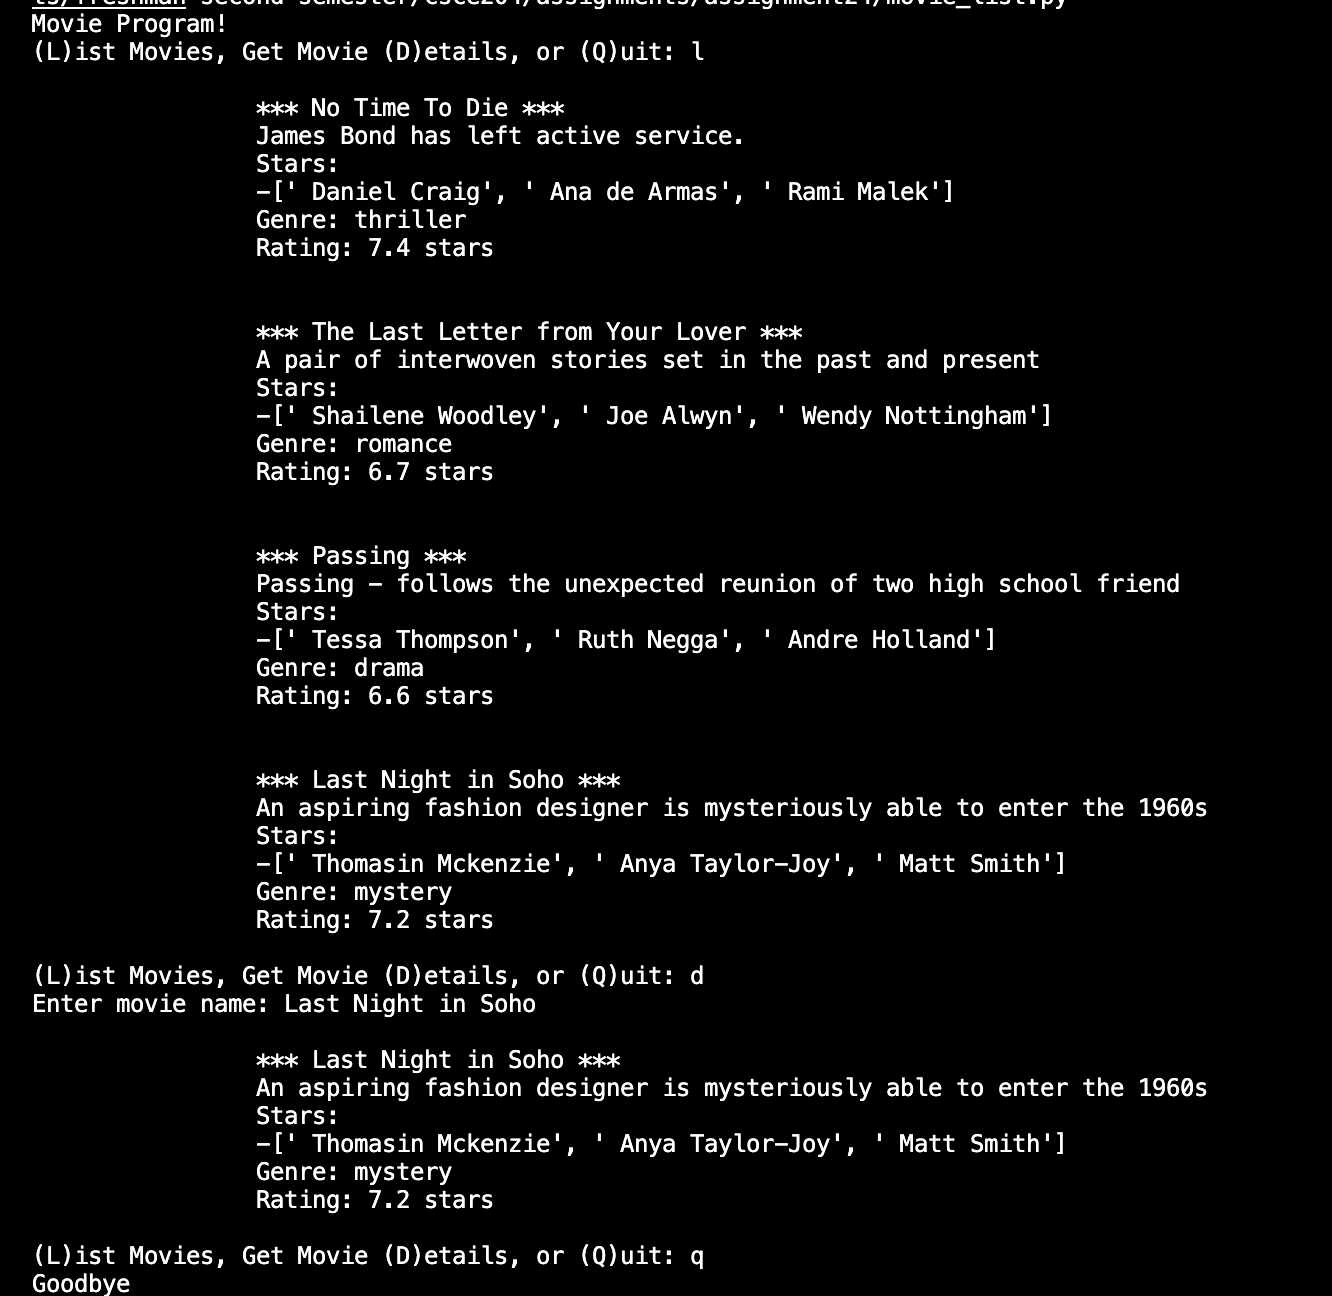 ts/freshman second semester/csce204/assignments/assignment24/movie_list.py
Movie Program!
(L)ist Movies, Get Movie (D)etails, or (Q)uit: l
*** No Time To Die ***
James Bond has left active service.
Stars:
-[' Daniel Craig', ' Ana de Armas', ' Rami Malek']
Genre: thriller
Rating: 7.4 stars
*** The Last Letter from Your Lover ***
A pair of interwoven stories set in the past and present
Stars:
-[' Shailene Woodley', ' Joe Alwyn', ' Wendy Nottingham']
Genre: romance
Rating: 6.7 stars
*** Passing ***
Passing - follows the unexpected reunion of two high school friend
Stars:
-[' Tessa Thompson', ' Ruth Negga', ' Andre Holland']
Genre: drama
Rating: 6.6 stars
*** Last Night in Soho ***
An aspiring fashion designer is mysteriously able to enter the 1960s
Stars:
-[' Thomasin Mckenzie', ' Anya Taylor-Joy', ' Matt Smith']
Genre: mystery
Rating: 7.2 stars
(L)ist Movies, Get Movie (D)etails, or (Q)uit: d
Enter movie name: Last Night in Soho
*** Last Night in Soho ***
An aspiring fashion designer is mysteriously able to enter the 1960s
Stars:
-[' Thomasin Mckenzie', ' Anya Taylor-Joy', ' Matt Smith']
Genre: mystery
Rating: 7.2 stars
(L)ist Movies, Get Movie (D)etails, or (Q)uit: q
Goodbye